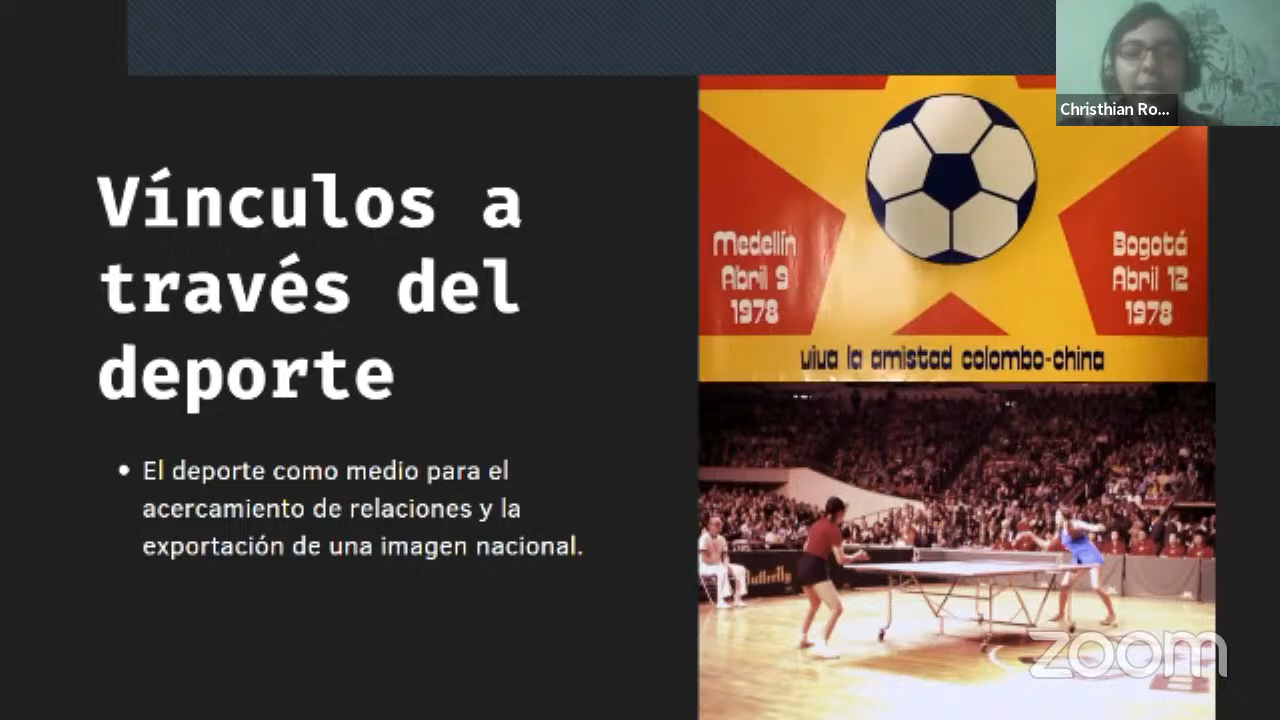 Christhian Ro...
Vínculos a
través del
deporte
El deporte como medio para el
acercamiento de relaciones y la
exportación de una imagen nacional.
Medellín
Abril 9
1978
Bogotá
Abril 12
1978
viva la amistad colombo-china
Butterfly
zoom